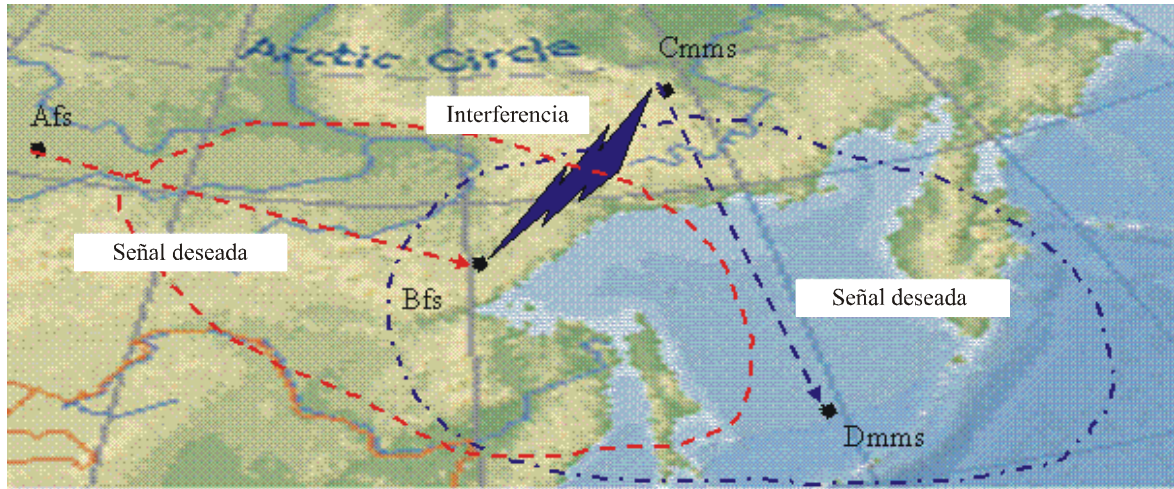 Arctic Circle
Cmms
Afs
Interferencia
Señal deseada
Bfs
Señal deseada
Dmms